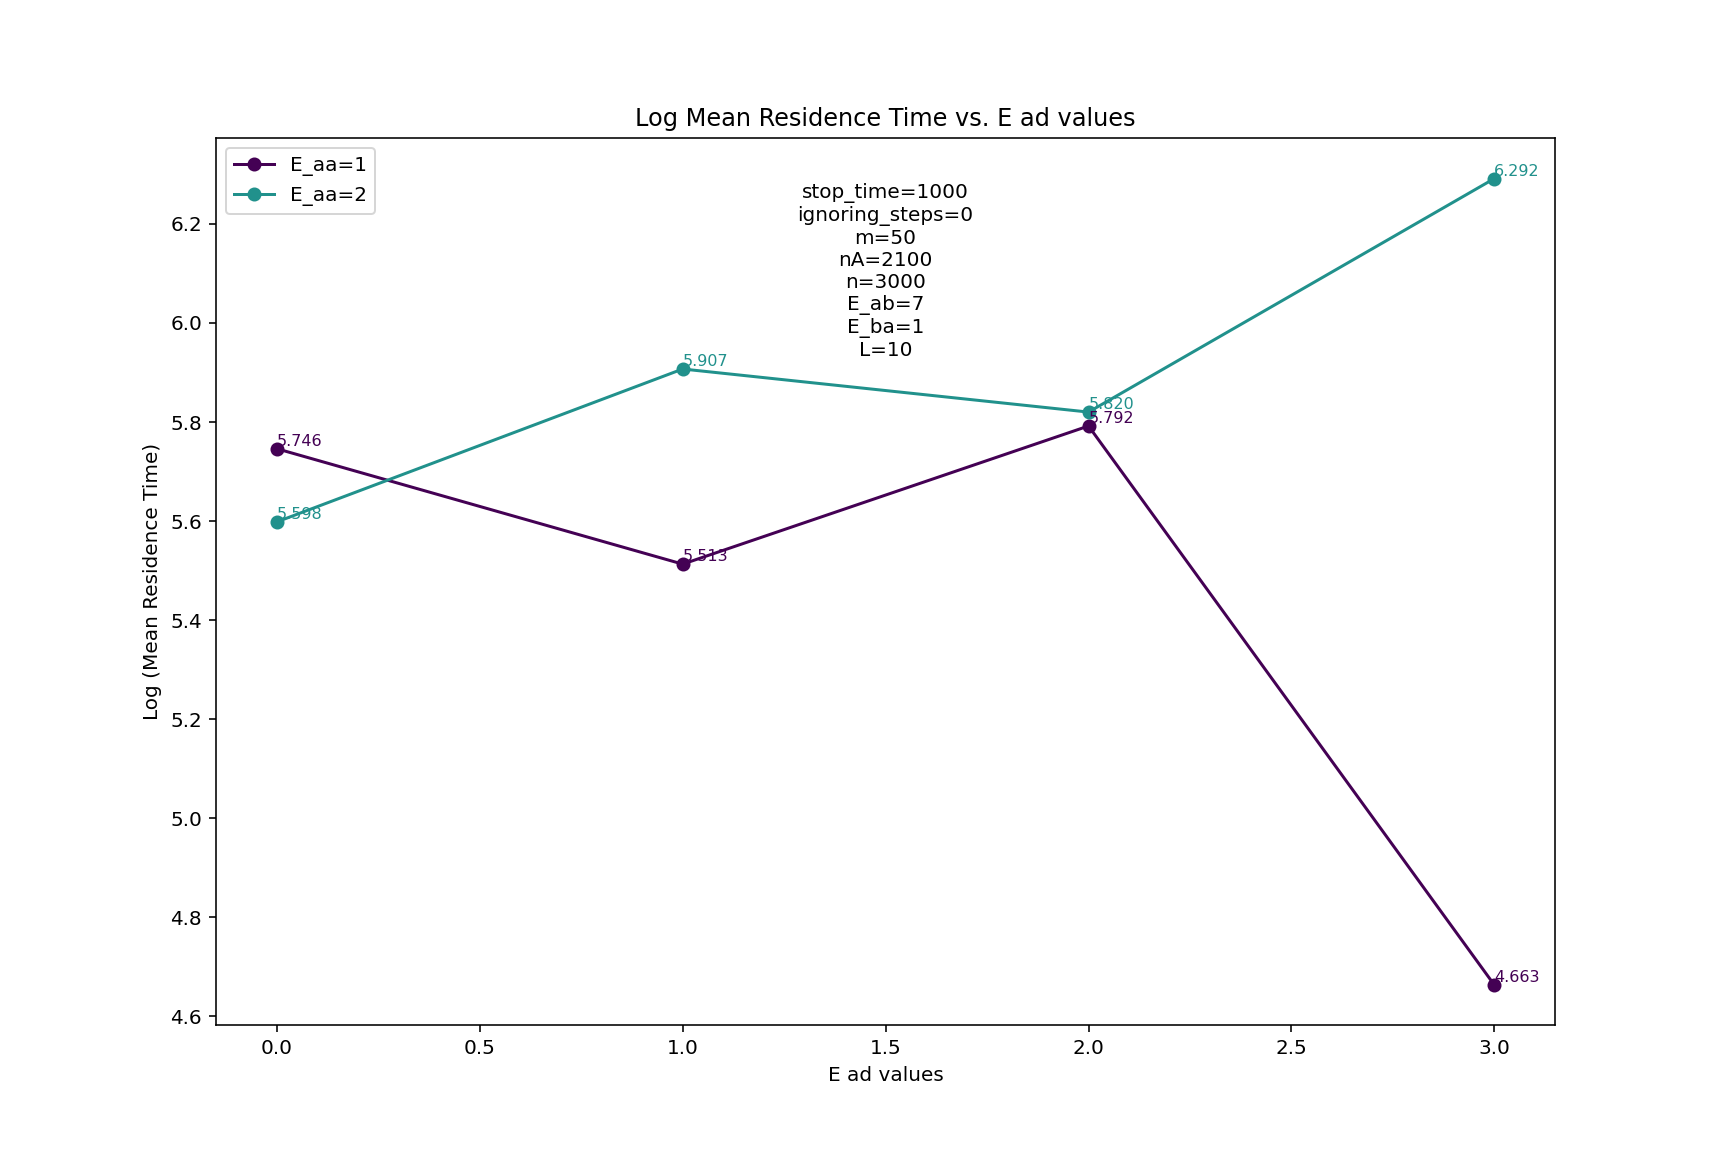 Log Mean Residence Time vs. E ad values
E_aa=1
E_aa=2
stop_time=1000
ignoring_steps=0
m=50
nA=2100
n=3000
E_ab=7
E_ba=1
L=10
6.292
5.907
5.820
5.792
5.746
5.598
5.513
4.663
Log (Mean Residence Time)
6.2
6.0
5.8
5.6
5.4
5.2
5.0
4.8
4.6
0.0 0.5 1.0 1.5 2.0 2.5 3.0
E ad values